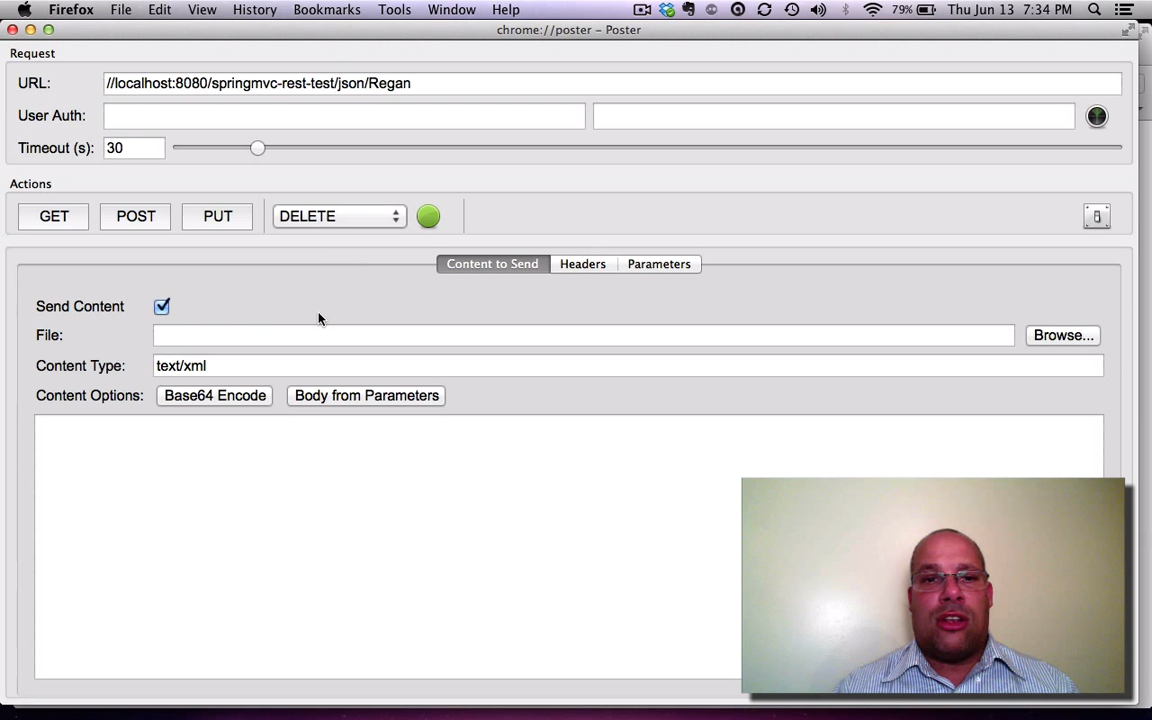 Firefox File Edit View History Bookmarks Tools Window Help 79% Thu Jun 13 7:34 PM
chrome://poster – Poster
Request
URL: //localhost:8080/springmvc-rest-test/json/Regan
User Auth:
Timeout (s): 30
Actions
GET POST PUT DELETE
Content to Send Headers Parameters
Send Content
File: Browse...
Content Type: text/xml
Content Options: Base64 Encode Body from Parameters